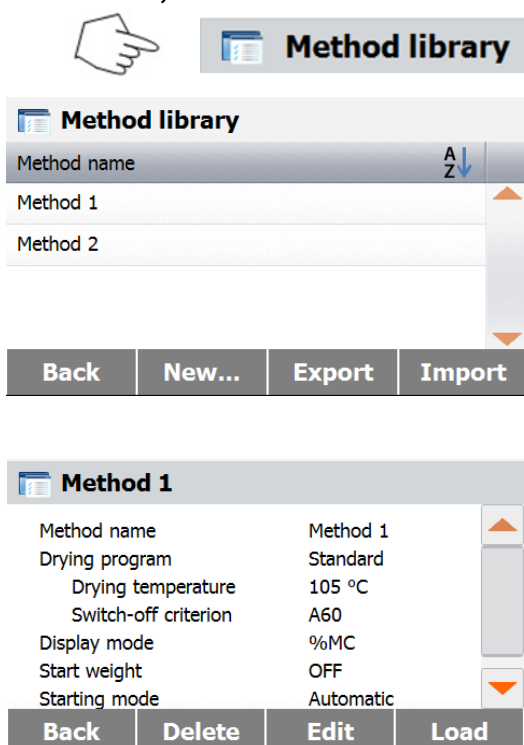 Method library
Method library
Method name AZ
Method 1
Method 2
Back New... Export Import
Method 1
Method name Method 1
Drying program Standard
Drying temperature 105 ºC
Switch-off criterion A60
Display mode %MC
Start weight OFF
Starting mode Automatic
Back Delete Edit Load